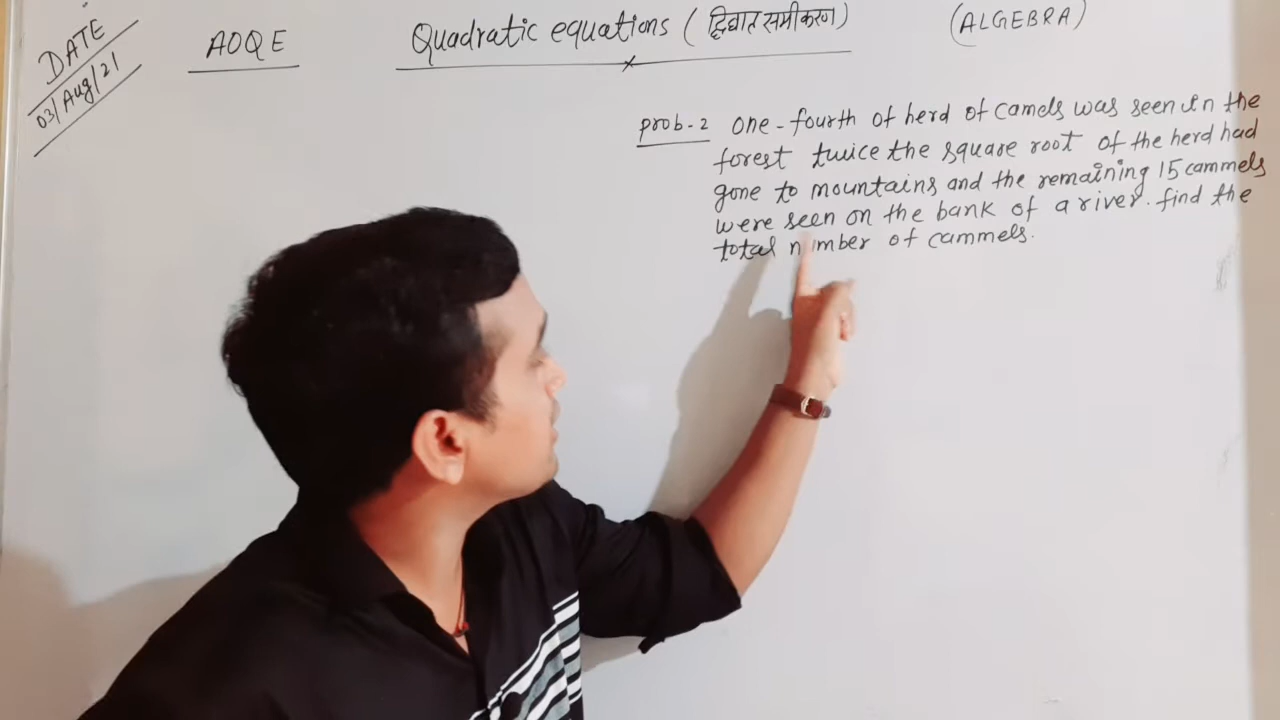 DATE
03/Aug/21
AOQE
Quadratic equations (द्विघात समीकरण)
(ALGEBRA)
Prob-2 One-fourth of herd of camels was seen in the
forest twice the square root of the herd had
gone to mountains and the remaining 15 cammels
were seen on the bank of a river. find the
total number of cammels.